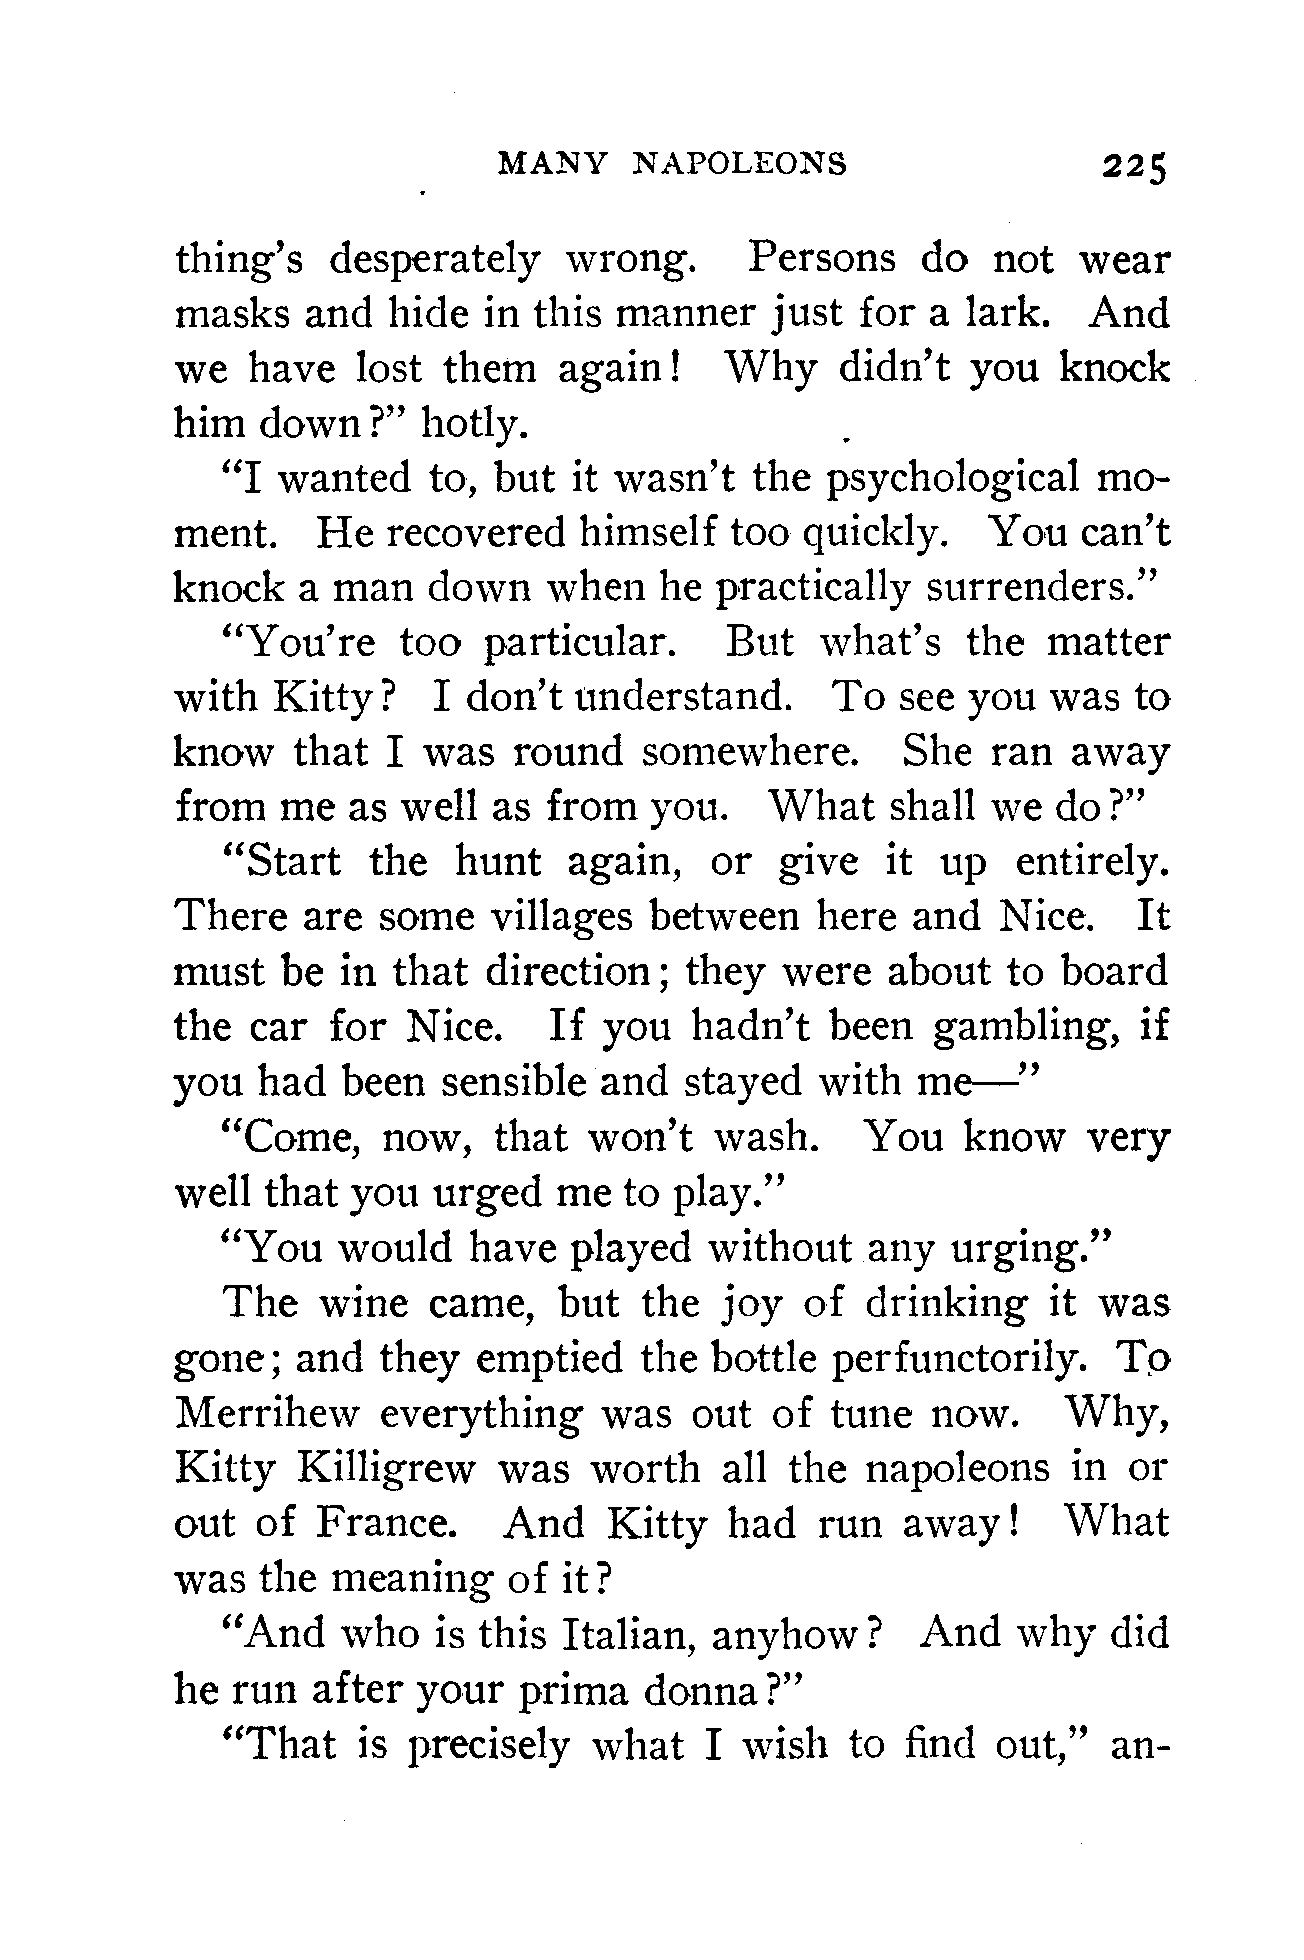 MANY NAPOLEONS 225
thing's desperately wrong. Persons do not wear
masks and hide in this manner just for a lark. And
we have lost them again! Why didn't you knock
him down?" hotly.
"I wanted to, but it wasn't the psychological mo-
ment. He recovered himself too quickly. You can't
knock a man down when he practically surrenders."
"You're too particular. But what's the matter
with Kitty? I don't understand. To see you was to
know that I was round somewhere. She ran away
from me as well as from you. What shall we do?"
"Start the hunt again, or give it up entirely.
There are some villages between here and Nice. It
must be in that direction; they were about to board
the car for Nice. If you hadn't been gambling, if
you had been sensible and stayed with me—"
"Come, now, that won't wash. You know very
well that you urged me to play."
"You would have played without any urging."
The wine came, but the joy of drinking it was
gone; and they emptied the bottle perfunctorily. To
Merrihew everything was out of tune now. Why,
Kitty Killigrew was worth all the napoleons in or
out of France. And Kitty had run away! What
was the meaning of it?
"And who is this Italian, anyhow? And why did
he run after your prima donna?"
"That is precisely what I wish to find out," an-